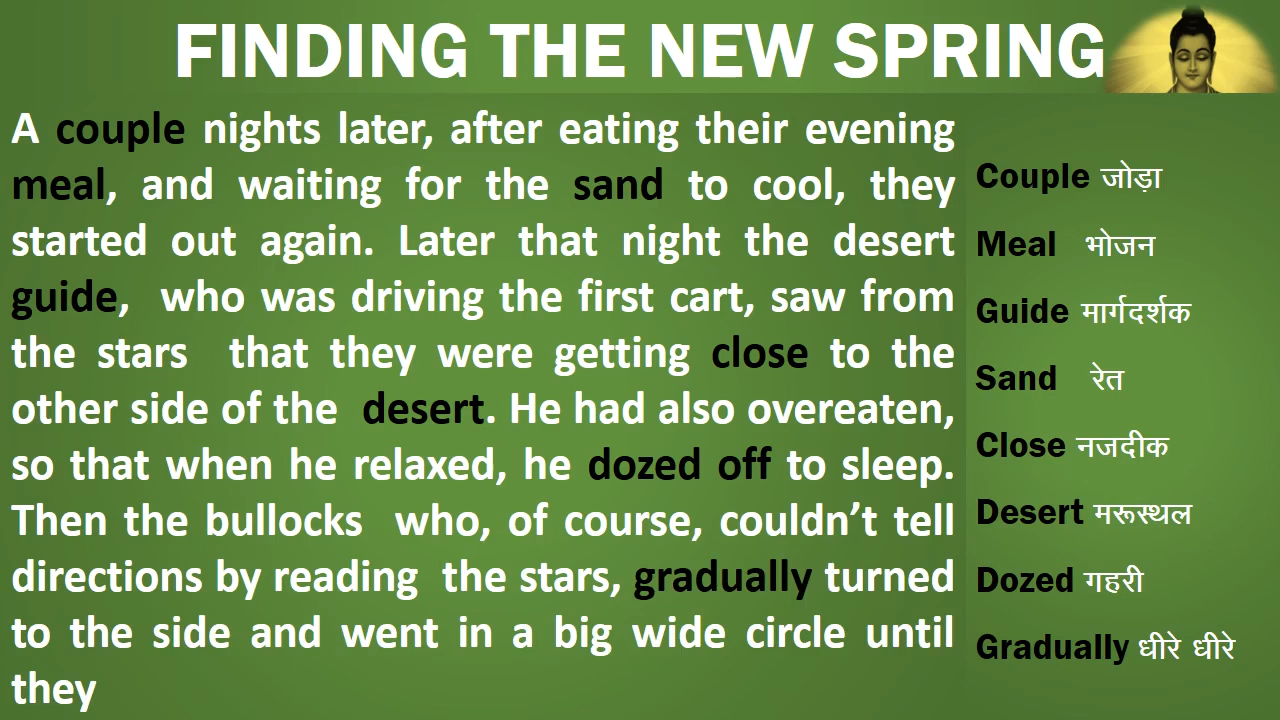 FINDING THE NEW SPRING
A couple nights later, after eating their evening
meal, and waiting for the sand to cool, they
started out again. Later that night the desert
guide, who was driving the first cart, saw from
the stars that they were getting close to the
other side of the desert. He had also overeaten,
so that when he relaxed, he dozed off to sleep.
Then the bullocks who, of course, couldn’t tell
directions by reading the stars, gradually turned
to the side and went in a big wide circle until
they
Couple जोड़ा
Meal भोजन
Guide मार्गदर्शक
Sand रेत
Close नजदीक
Desert मरूस्थल
Dozed गहरी
Gradually धीरे धीरे